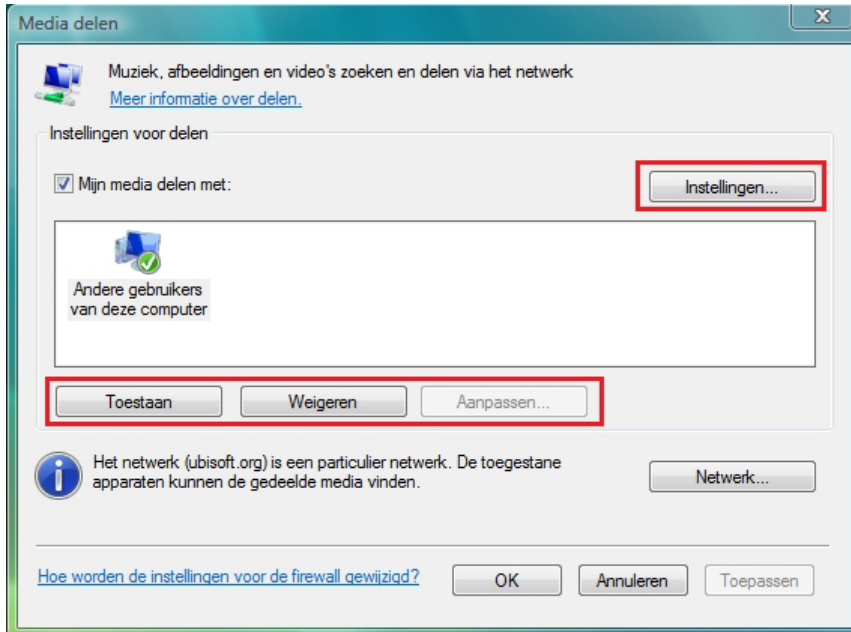 Media delen
Muziek, afbeeldingen en video's zoeken en delen via het netwerk
Meer informatie over delen.
Instellingen voor delen
Mijn media delen met:
Instellingen...
Andere gebruikers
van deze computer
Toestaan
Weigeren
Aanpassen...
Het netwerk (ubisoft.org) is een particulier netwerk. De toegestane
apparaten kunnen de gedeelde media vinden.
Netwerk...
Hoe worden de instellingen voor de firewall gewijzigd?
OK
Annuleren
Toepassen